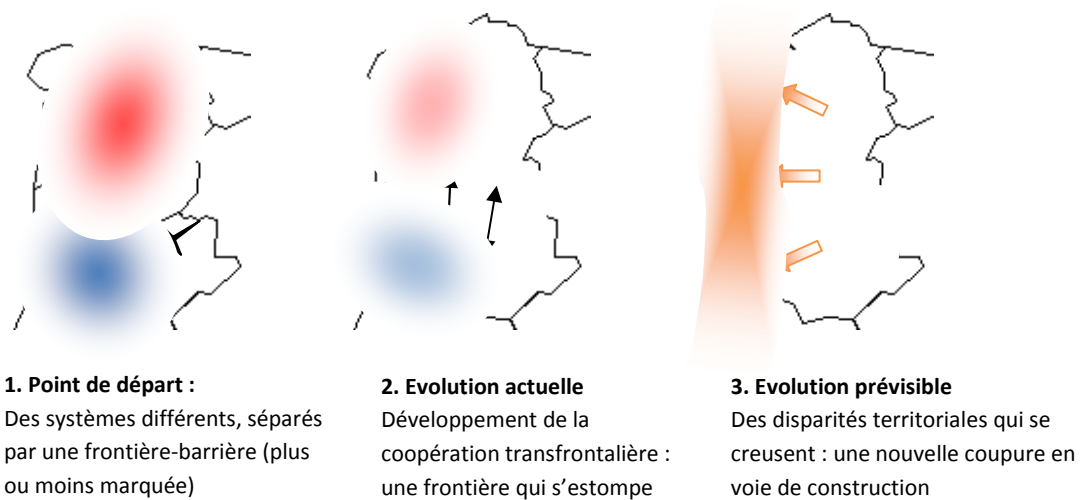 1. Point de départ :
Des systèmes différents, séparés
par une frontière-barrière (plus
ou moins marquée)
2. Evolution actuelle
Développement de la
coopération transfrontalière :
une frontière qui s’estompe
3. Evolution prévisible
Des disparités territoriales qui se
creusent : une nouvelle coupure en
voie de construction